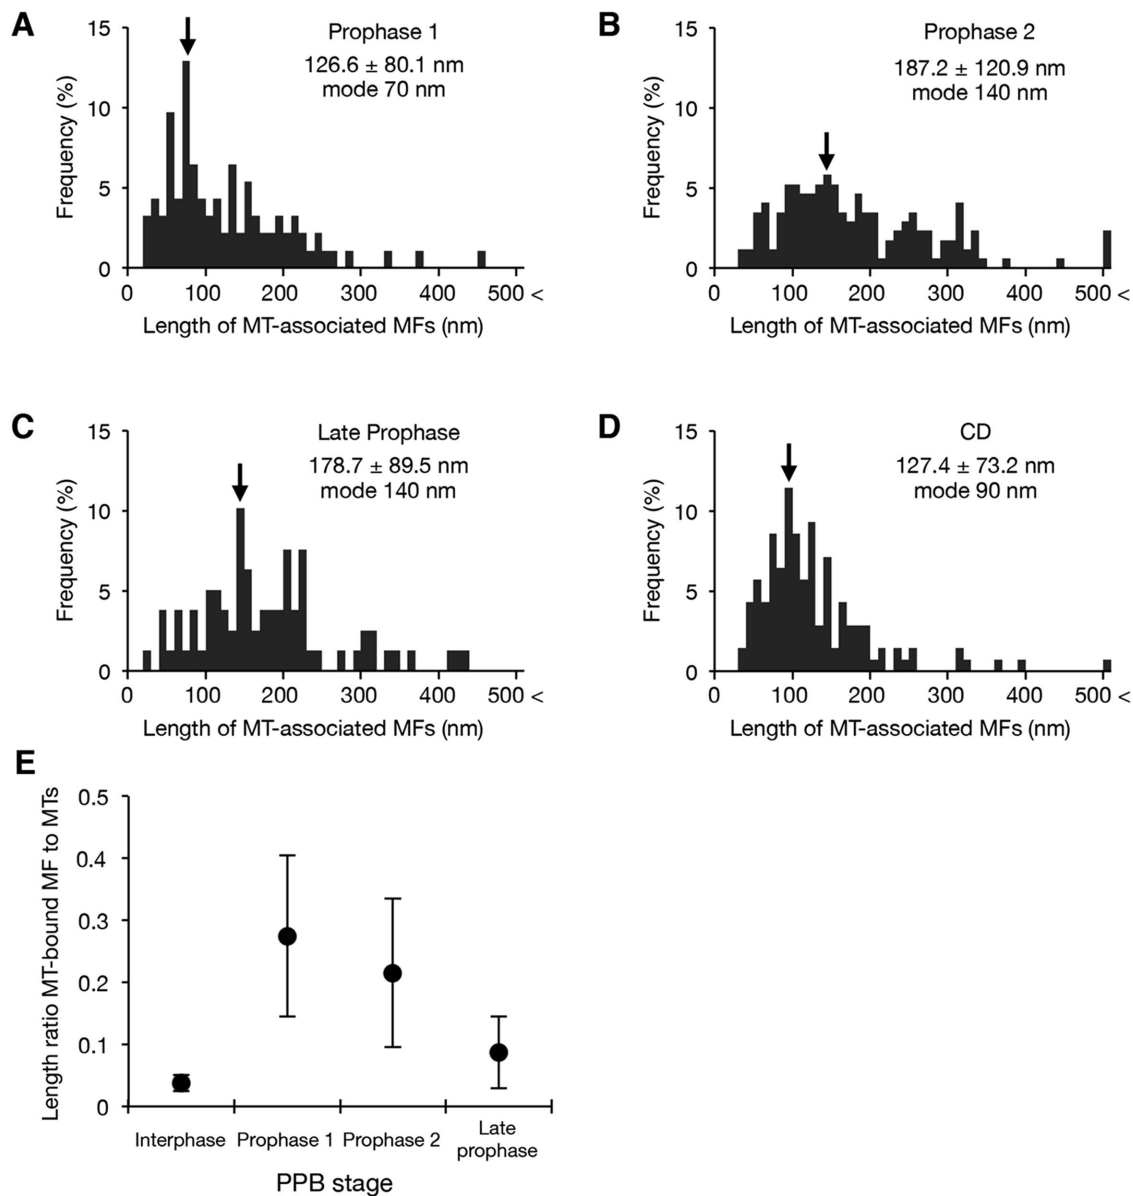 A
Prophase 1
126.6 ± 80.1 nm
mode 70 nm
Frequency (%)
15
10
5
0
0 100 200 300 400 500 <
Length of MT-associated MFs (nm)
B
Prophase 2
187.2 ± 120.9 nm
mode 140 nm
Frequency (%)
15
10
5
0
0 100 200 300 400 500 <
Length of MT-associated MFs (nm)
C
Late Prophase
178.7 ± 89.5 nm
mode 140 nm
Frequency (%)
15
10
5
0
0 100 200 300 400 500 <
Length of MT-associated MFs (nm)
D
CD
127.4 ± 73.2 nm
mode 90 nm
Frequency (%)
15
10
5
0
0 100 200 300 400 500 <
Length of MT-associated MFs (nm)
E
Length ratio MT-bound MF to MTs
0.5
0.4
0.3
0.2
0.1
0
Interphase Prophase 1 Prophase 2 Late
prophase
PPB stage